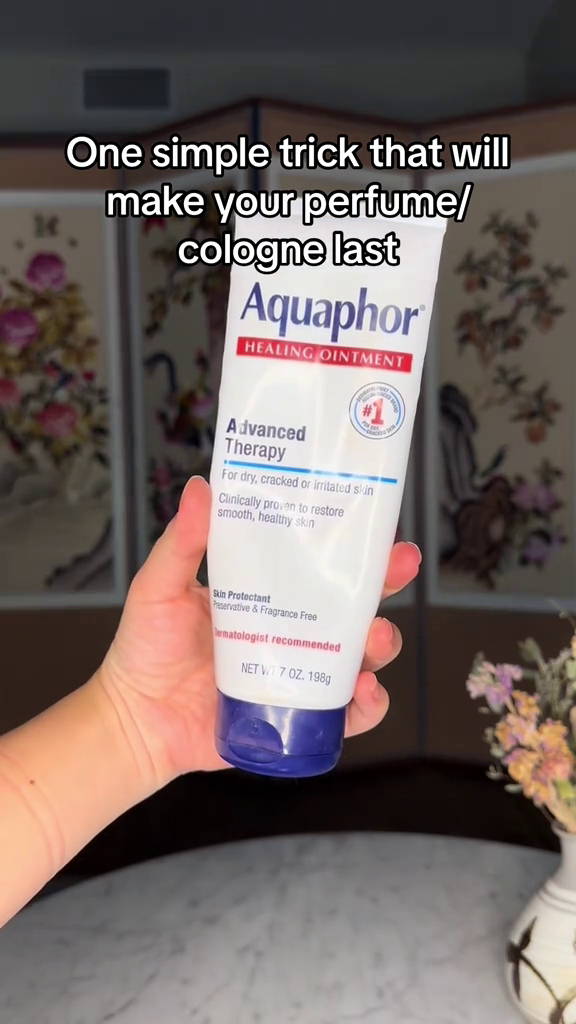 One simple trick that will
make your perfume/
cologne last
Aquaphor®
HEALING OINTMENT
#1
Advanced
Therapy
For dry, cracked or irritated skin
Clinically proven to restore
smooth, healthy skin
Skin Protectant
Preservative & Fragrance Free
Dermatologist recommended
NET WT 7 OZ. 198g